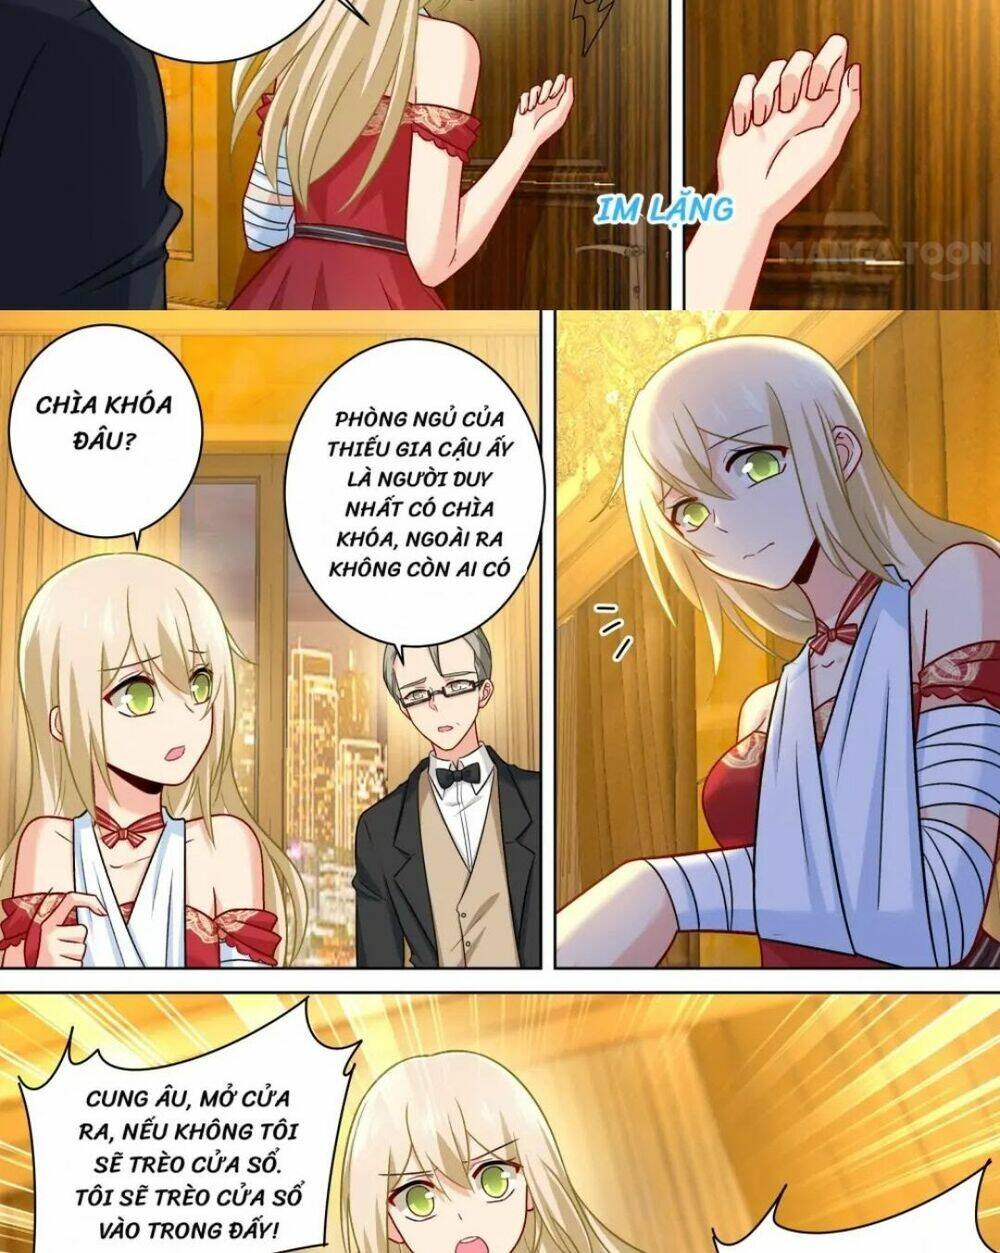 IM LẶNG
MANGATOON
CHÌA KHÓA
ĐÂU?
PHÒNG NGỦ CỦA
THIẾU GIA CẬU ẤY
LÀ NGƯỜI DUY
NHẤT CÓ CHÌA
KHÓA, NGOÀI RA
KHÔNG CÒN AI CÓ
CUNG ÂU, MỞ CỬA
RA, NẾU KHÔNG TÔI
SẼ TRÈO CỬA SỔ.
TÔI SẼ TRÈO CỬA SỔ
VÀO TRONG ĐẤY!